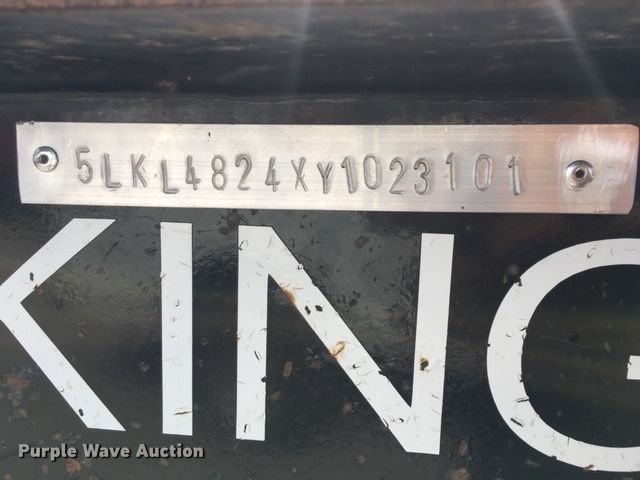 5LKL4824XY1023101
KING
Purple Wave Auction